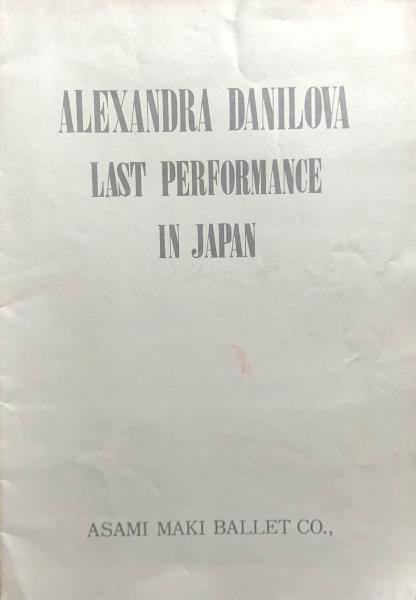 ALEXANDRA DANILOVA
LAST PERFORMANCE
IN JAPAN
ASAMI MAKI BALLET CO.,